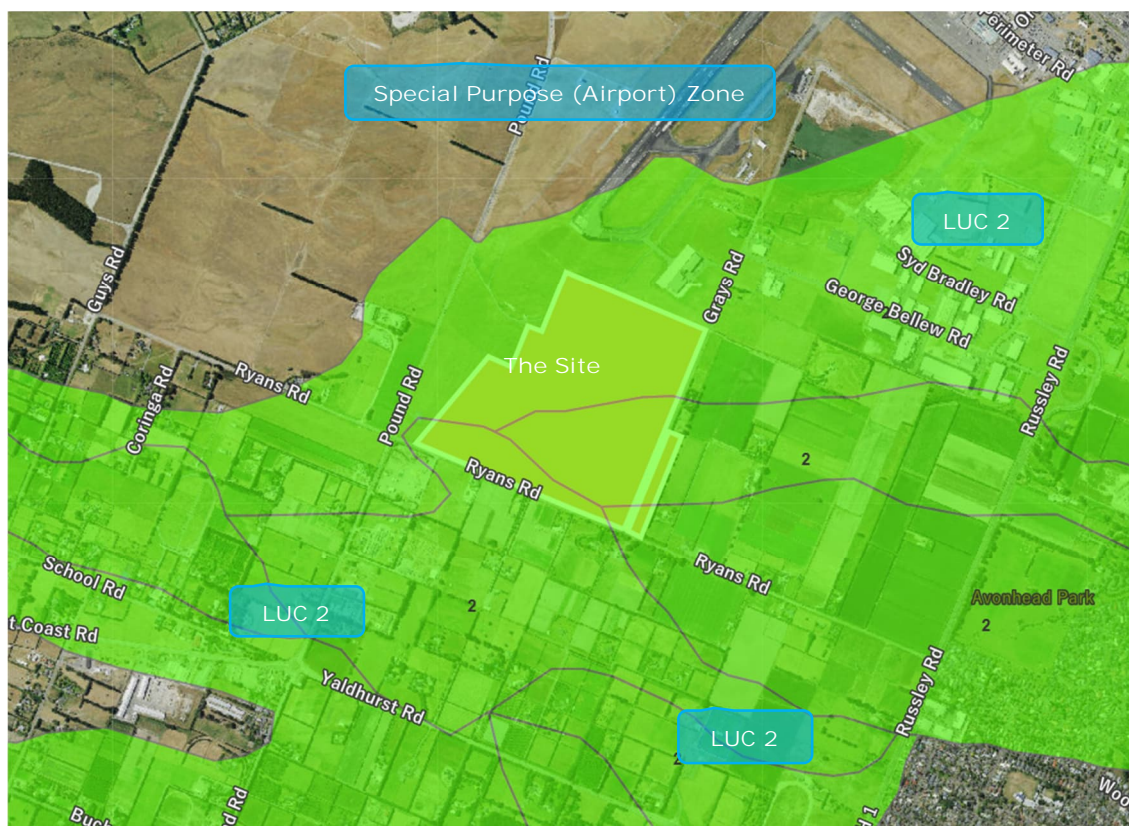 Perimeter Rd
Special Purpose (Airport) Zone
Pound Rd
LUC 2
Guys Rd
Grays Rd
Syd Bradley Rd
George Bellew Rd
The Site
Ryans Rd
Coringa Rd
Pound Rd
Russley Rd
2
Ryans Rd
Ryans Rd
School Rd
LUC 2
2
Avonhead Park
2
t Coast Rd
Yaldhurst Rd
Russley Rd
LUC 2
2
Rd